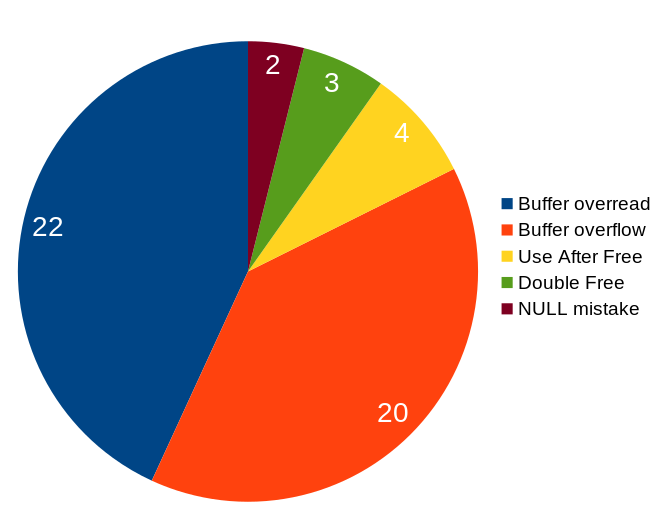 2
3
4
22
20
Buffer overread
Buffer overflow
Use After Free
Double Free
NULL mistake